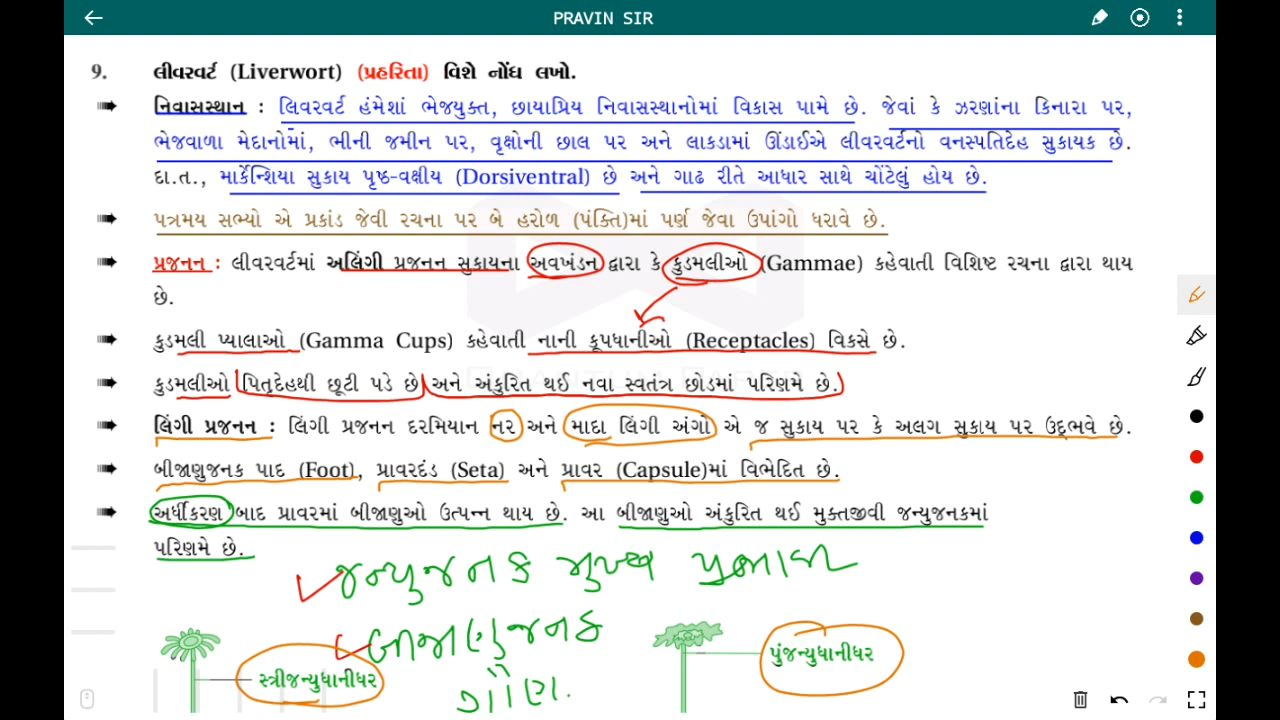 PRAVIN SIR
9. લીવરવર્ટ (Liverwort) (પ્રહરિતા) વિશે નોંધ લખો.
નિવાસસ્થાન : લિવરવર્ટ હંમેશાં ભેજયુક્ત, છાયાપ્રિય નિવાસસ્થાનોમાં વિકાસ પામે છે. જેવાં કે ઝરણાંના કિનારા પર,
ભેજવાળા મેદાનોમાં, ભીની જમીન પર, વૃક્ષોની છાલ પર અને લાકડામાં ઊંડાઈએ લીવરવર્ટનો વનસ્પતિદેહ સુકાયક છે.
દા.ત., માર્કેન્શિયા સુકાય પૃષ્ઠ-વક્ષીય (Dorsiventral) છે અને ગાઢ રીતે આધાર સાથે ચોંટેલું હોય છે.
પત્રમય સભ્યો એ પ્રકાંડ જેવી રચના પર બે હરોળ (પંક્તિ)માં પર્ણ જેવા ઉપાંગો ધરાવે છે.
પ્રજનન : લીવરવર્ટમાં અલિંગી પ્રજનન સુકાયના અવખંડન દ્વારા કે કુડમલીઓ (Gammae) કહેવાતી વિશિષ્ટ રચના દ્વારા થાય
છે.
કુડમલી પ્યાલાઓ (Gamma Cups) કહેવાતી નાની કૂપધાનીઓ (Receptacles) વિકસે છે.
કુડમલીઓ પિતૃદેહથી છૂટી પડે છે અને અંકુરિત થઈ નવા સ્વતંત્ર છોડમાં પરિણમે છે.
લિંગી પ્રજનન : લિંગી પ્રજનન દરમિયાન નર અને માદા લિંગી અંગો એ જ સુકાય પર કે અલગ સુકાય પર ઉદ્ભવે છે.
બીજાણુજનક પાદ (Foot), પ્રાવરદંડ (Seta) અને પ્રાવર (Capsule)માં વિભેદિત છે.
અર્ધીકરણ બાદ પ્રાવરમાં બીજાણુઓ ઉત્પન્ન થાય છે. આ બીજાણુઓ અંકુરિત થઈ મુક્તજીવી જન્યુજનકમાં
પરિણમે છે.
જન્યુજનક મુખ્ય પ્રભાવી
બીજાણુજનક
ગૌણ.
સ્ત્રીજન્યુધાનીધર
પુંજન્યુધાનીધર